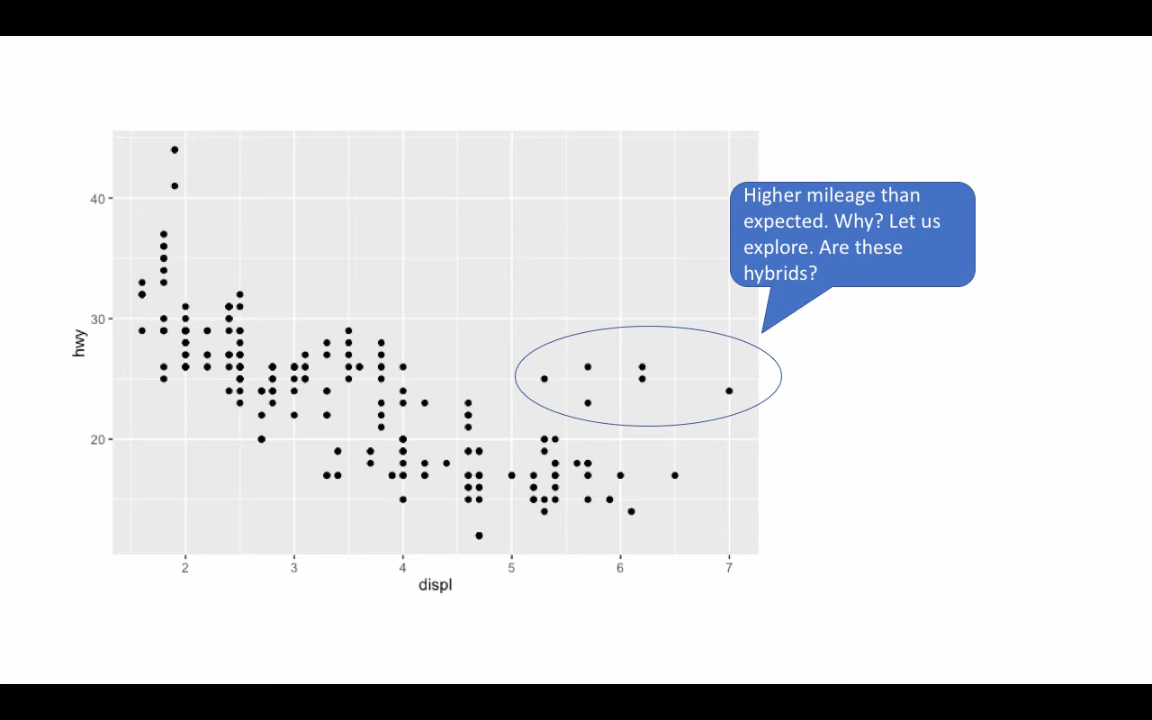 Higher mileage than
expected. Why? Let us
explore. Are these
hybrids?
40
30
20
hwy
2 3 4 5 6 7
displ